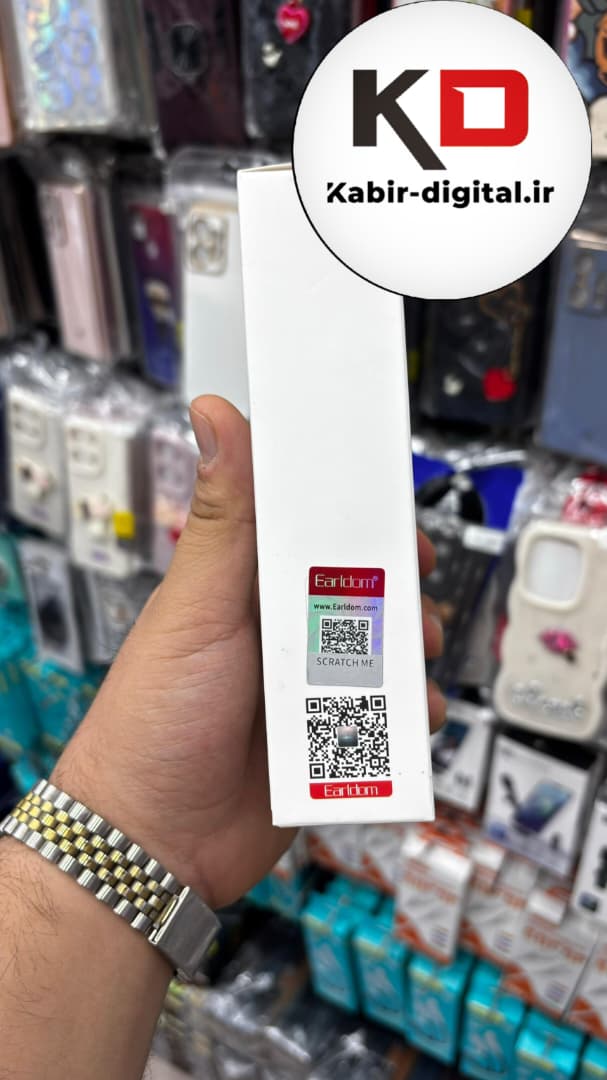 KD
Kabir-digital.ir
Earldom®
www.Earldom.com
SCRATCH ME
Earldom